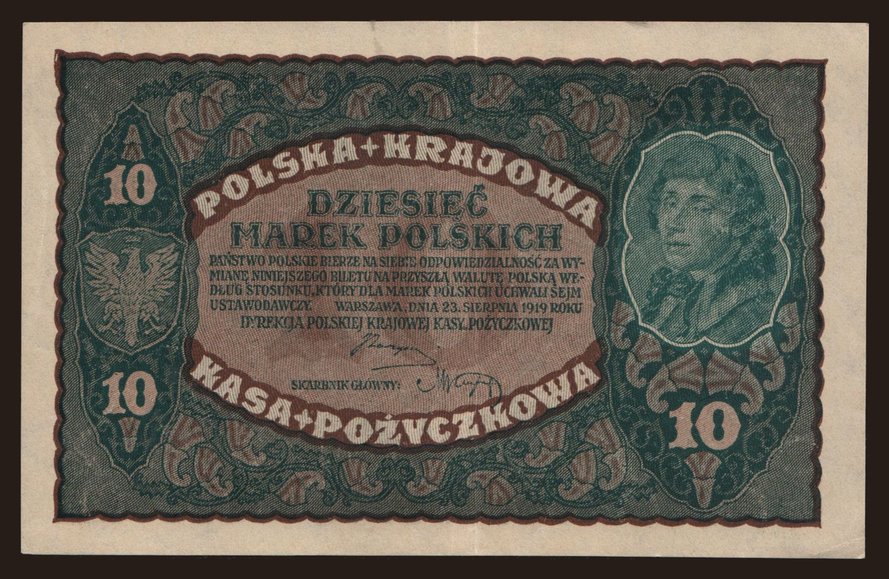 POLSKA+KRAJOWA
10
DZIESIĘĆ
MAREK POLSKICH
PAŃSTWO POLSKIE BIERZE NA SIEBIE ODPOWIEDZIALNOŚĆ ZA WY-
MIANĘ NINIEJSZEGO BILETU NA PRZYSZŁĄ WALUTĘ POLSKĄ WE-
DŁUG STOSUNKU, KTÓRY DLA MAREK POLSKICH UCHWALI SEJM
USTAWODAWCZY. WARSZAWA, DNIA 23. SIERPNIA 1919 ROKU
DYREKCJA POLSKIEJ KRAJOWEJ KASY POŻYCZKOWEJ
SKARBNIK GŁÓWNY:
10
KASA+POŻYCZKOWA
10